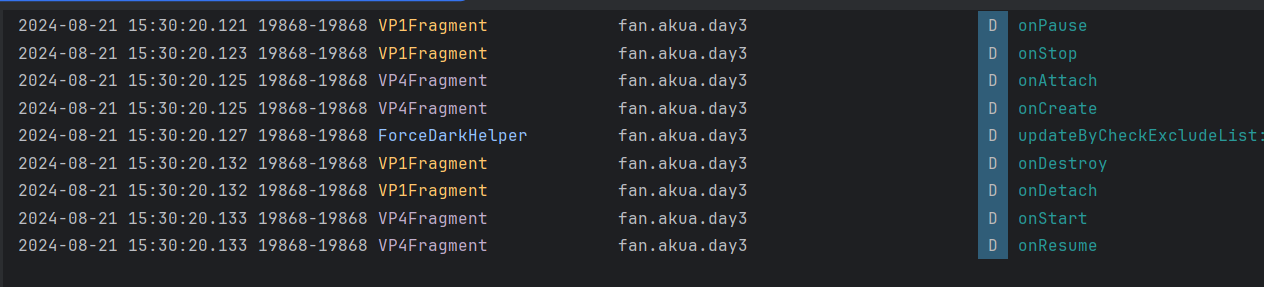 2024-08-21 15:30:20.121 19868-19868 VP1Fragment fan.akua.day3 D onPause
2024-08-21 15:30:20.123 19868-19868 VP1Fragment fan.akua.day3 D onStop
2024-08-21 15:30:20.125 19868-19868 VP4Fragment fan.akua.day3 D onAttach
2024-08-21 15:30:20.125 19868-19868 VP4Fragment fan.akua.day3 D onCreate
2024-08-21 15:30:20.127 19868-19868 ForceDarkHelper fan.akua.day3 D updateByCheckExcludeList:
2024-08-21 15:30:20.132 19868-19868 VP1Fragment fan.akua.day3 D onDestroy
2024-08-21 15:30:20.132 19868-19868 VP1Fragment fan.akua.day3 D onDetach
2024-08-21 15:30:20.133 19868-19868 VP4Fragment fan.akua.day3 D onStart
2024-08-21 15:30:20.133 19868-19868 VP4Fragment fan.akua.day3 D onResume